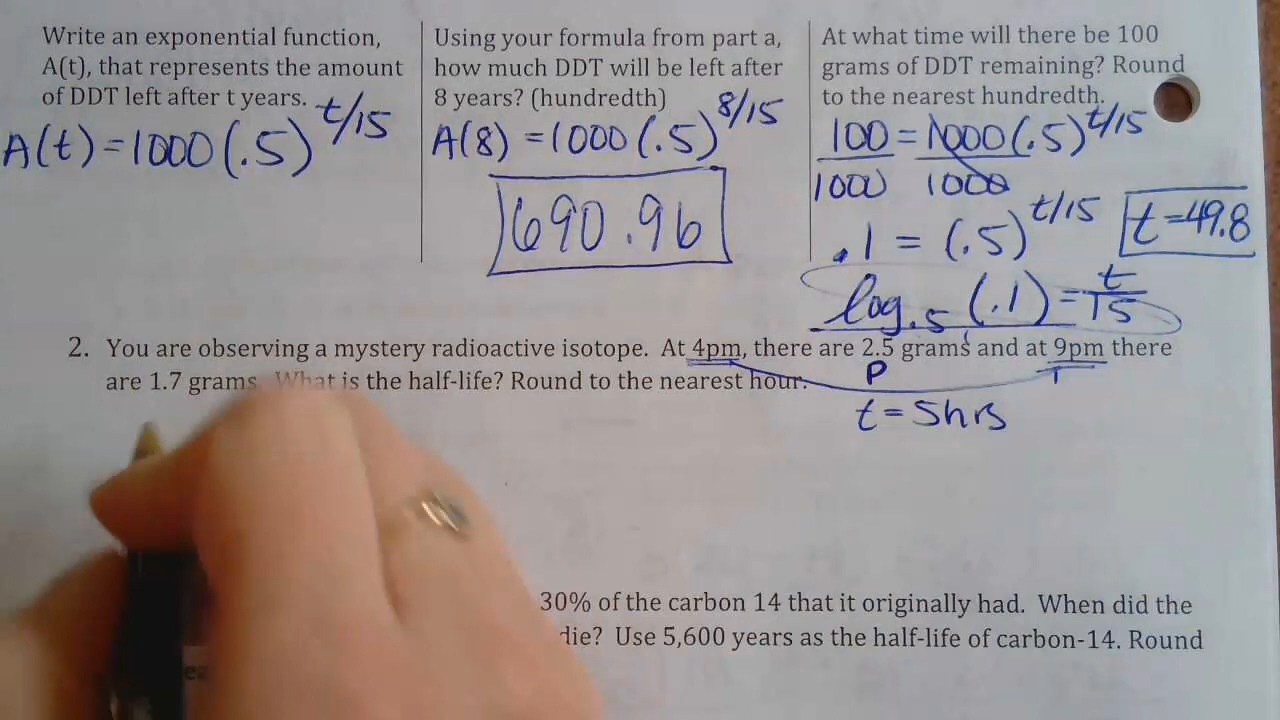 Write an exponential function,
A(t), that represents the amount
of DDT left after t years.
A(t) = 1000 (.5)^t/15
Using your formula from part a,
how much DDT will be left after
8 years? (hundredth)
A(8) = 1000 (.5)^8/15
690.96
At what time will there be 100
grams of DDT remaining? Round
to the nearest hundredth.
100 = 1000 (.5)^t/15
1000 1000
.1 = (.5)^t/15
t = 49.8
log.5 (.1) = t/15
2. You are observing a mystery radioactive isotope. At 4pm, there are 2.5 grams and at 9pm there
P
are 1.7 grams. What is the half-life? Round to the nearest hour.
t = 5hrs
30% of the carbon 14 that it originally had. When did the
die? Use 5,600 years as the half-life of carbon-14. Round